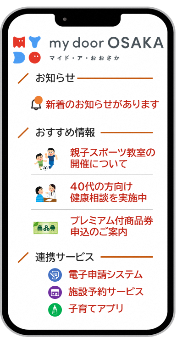 MY
DO
my door OSAKA
マイド・ア・おおさか
お知らせ
新着のお知らせがあります
おすすめ情報
親子スポーツ教室の
開催について
40代の方向け
健康相談を実施中
プレミアム付商品券
申込のご案内
連携サービス
電子申請システム
施設予約サービス
子育てアプリ